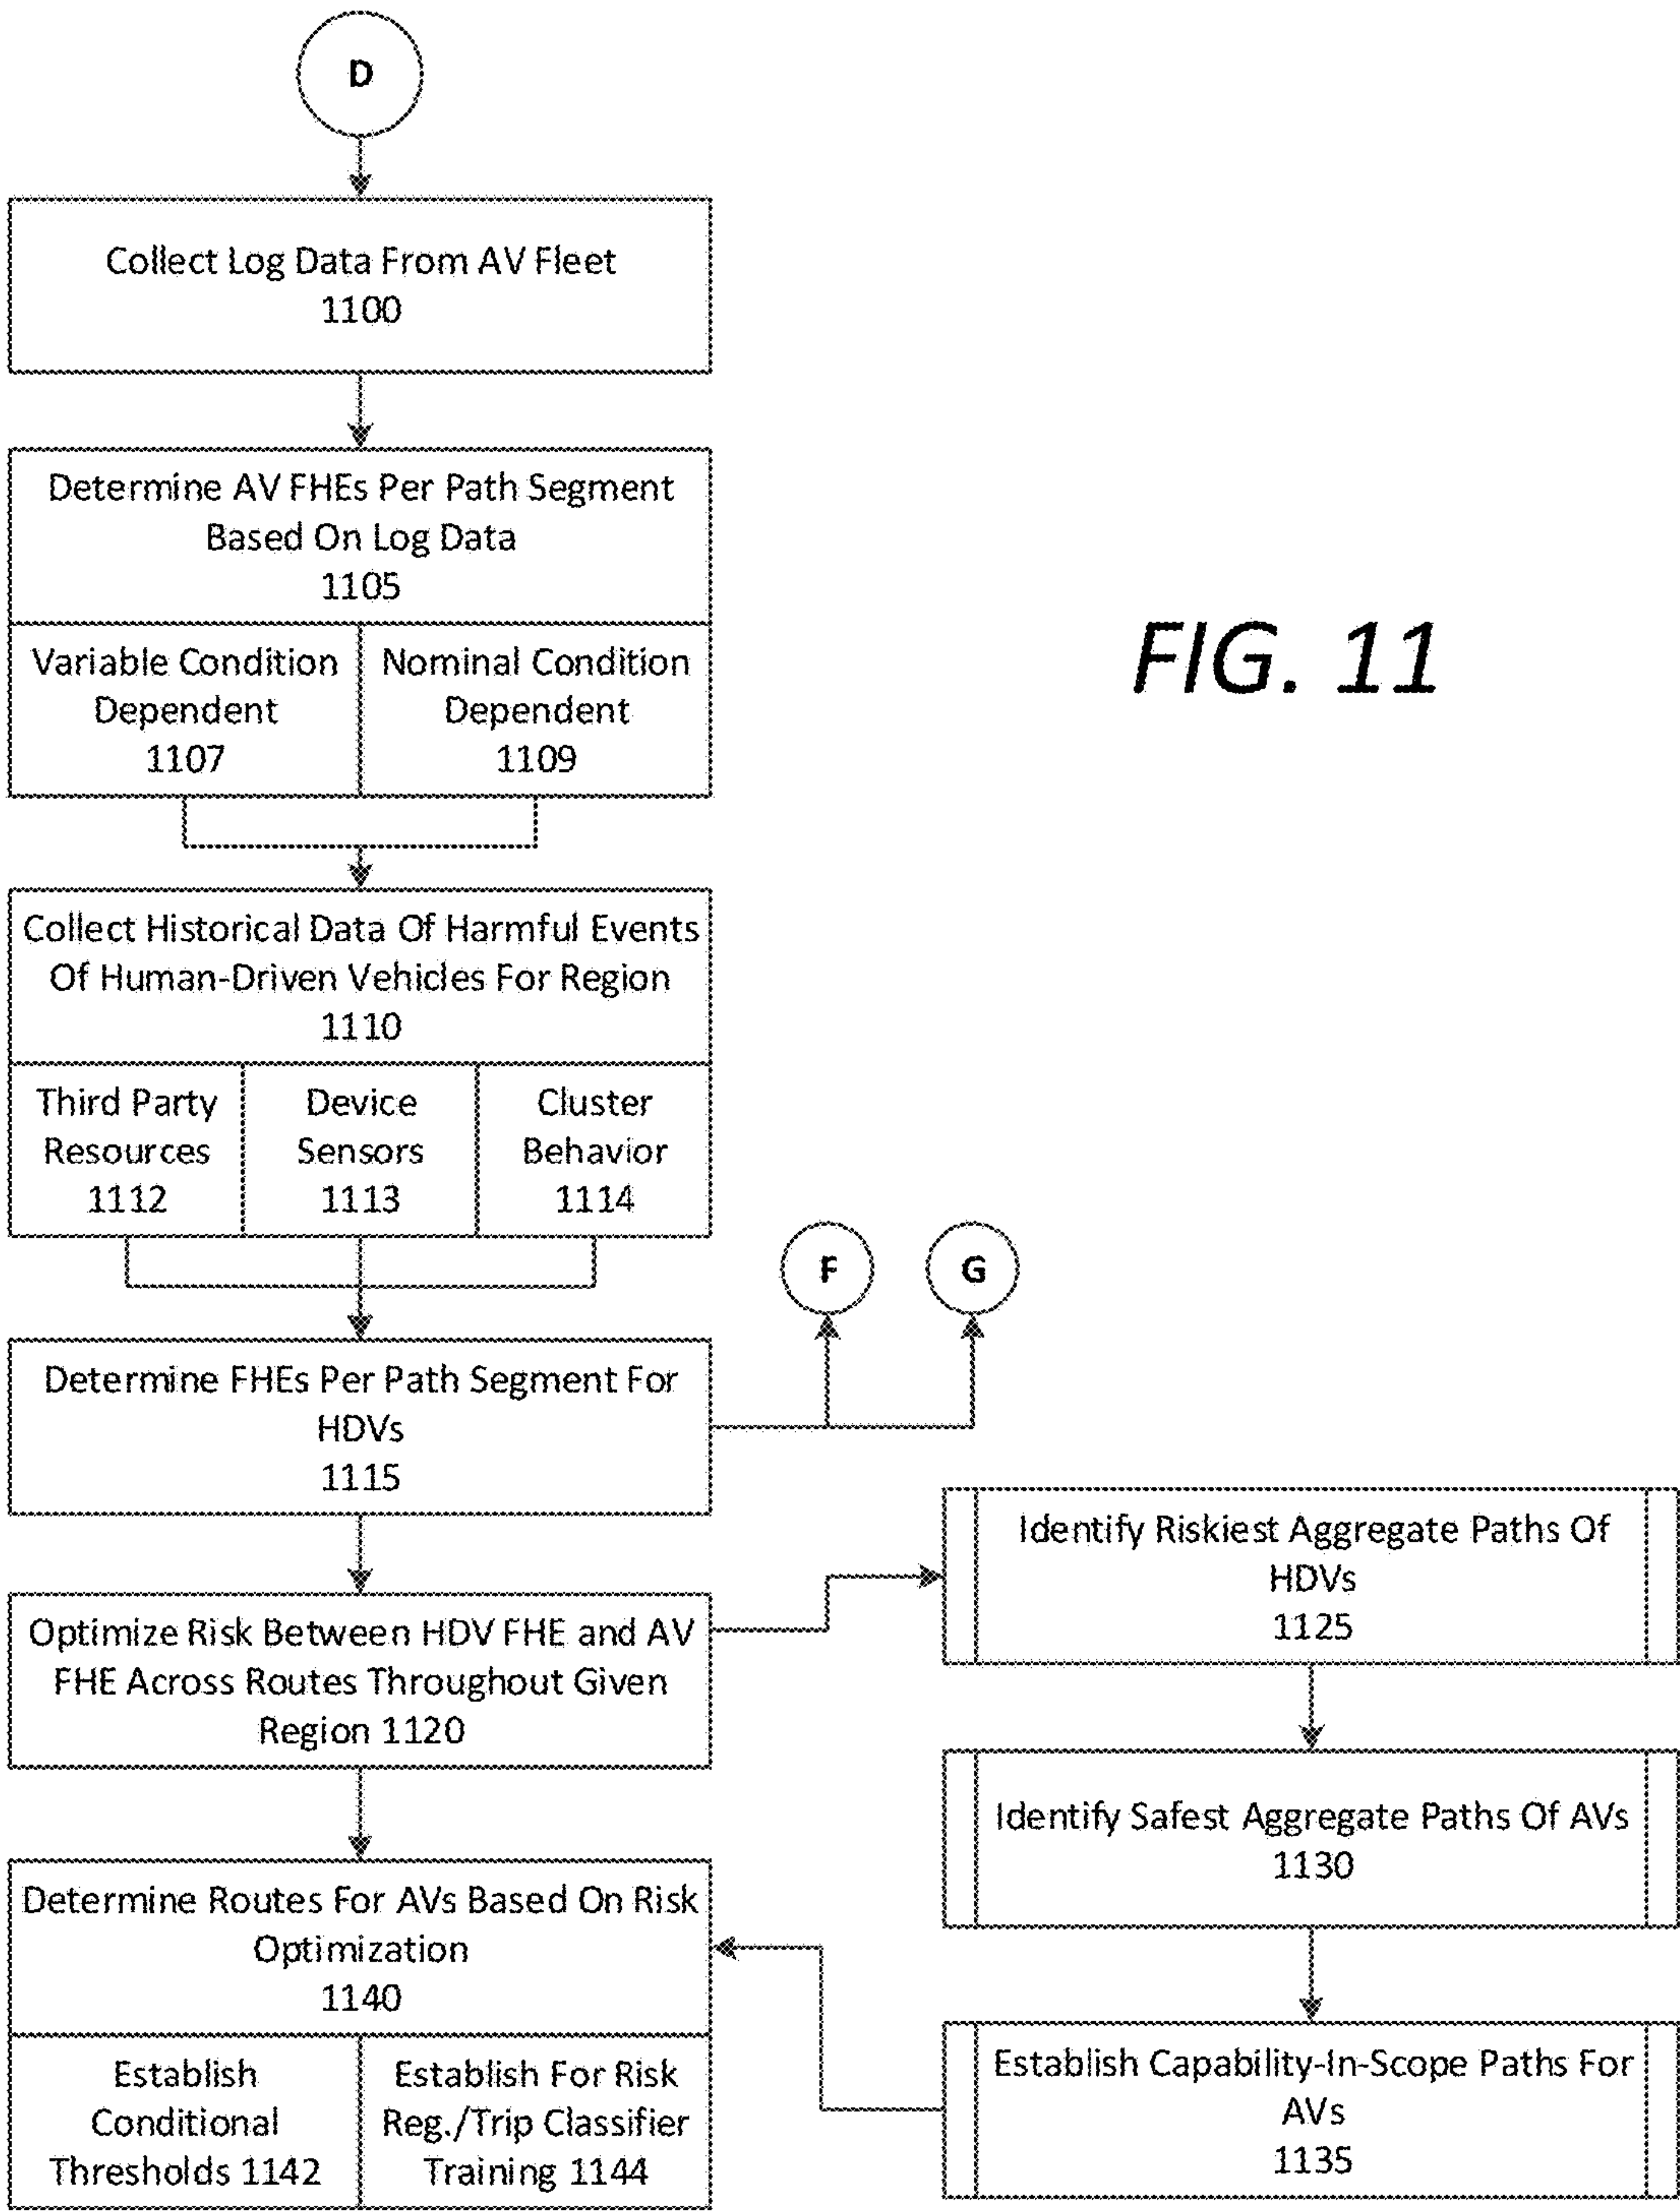 D
Collect Log Data From AV Fleet
1100
Determine AV FHEs Per Path Segment
Based On Log Data
1105
Variable Condition
Dependent
1107
Nominal Condition
Dependent
1109
FIG. 11
Collect Historical Data Of Harmful Events
Of Human-Driven Vehicles For Region
1110
Third Party
Resources
1112
Device
Sensors
1113
Cluster
Behavior
1114
F
G
Determine FHEs Per Path Segment For
HDVs
1115
Optimize Risk Between HDV FHE and AV
FHE Across Routes Throughout Given
Region 1120
Identify Riskiest Aggregate Paths Of
HDVs
1125
Identify Safest Aggregate Paths Of AVs
1130
Establish Capability-In-Scope Paths For
AVs
1135
Determine Routes For AVs Based On Risk
Optimization
1140
Establish
Conditional
Thresholds 1142
Establish For Risk
Reg./Trip Classifier
Training 1144